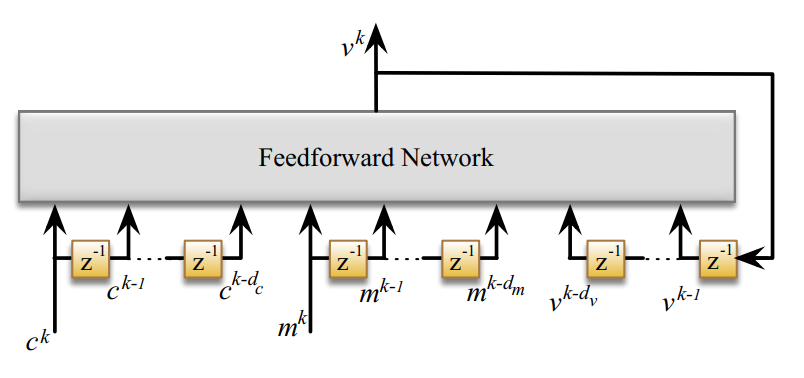 v^k
Feedforward Network
z^-1 z^-1 z^-1 z^-1 z^-1 z^-1
c^k-1 c^k-d_c m^k-1 m^k-d_m v^k-d_v v^k-1
c^k m^k